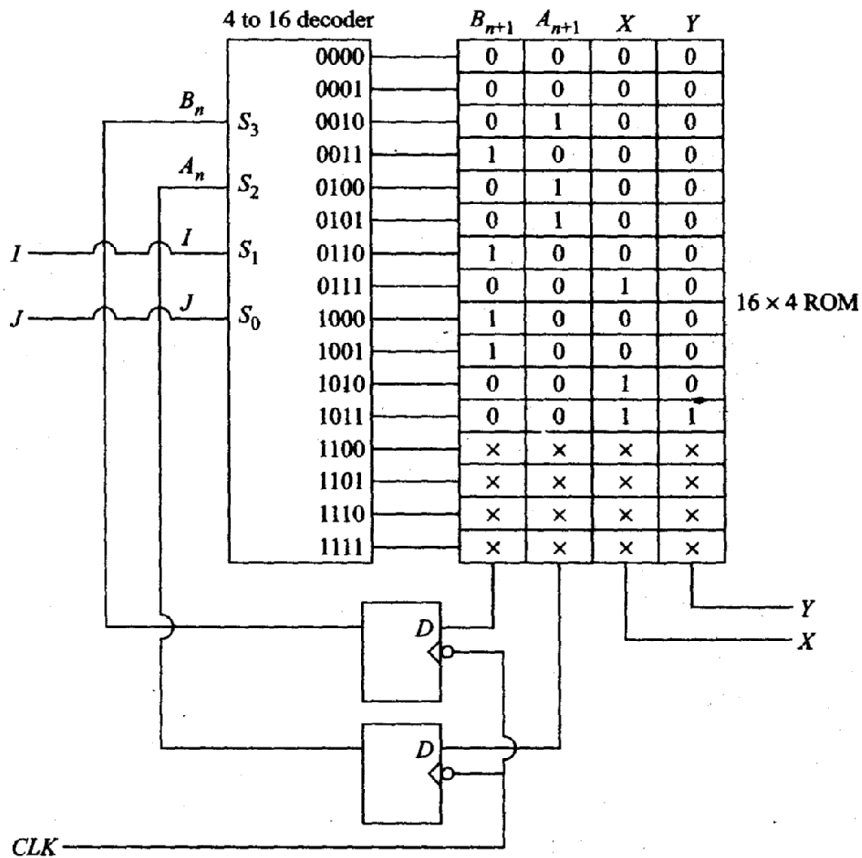 4 to 16 decoder
B_{n+1} A_{n+1} X Y
0000 0 0 0 0
0001 0 0 0 0
B_n
S_3 0010 0 1 0 0
0011 1 0 0 0
A_n
S_2 0100 0 1 0 0
0101 0 1 0 0
I I S_1 0110 1 0 0 0
0111 0 0 1 0
16 × 4 ROM
J J S_0 1000 1 0 0 0
1001 1 0 0 0
1010 0 0 1 0
1011 0 0 1 1
1100 × × × ×
1101 × × × ×
1110 × × × ×
1111 × × × ×
Y
D
X
D
CLK